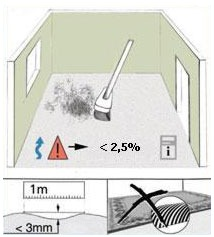 < 2,5%
i
1m
< 3mm